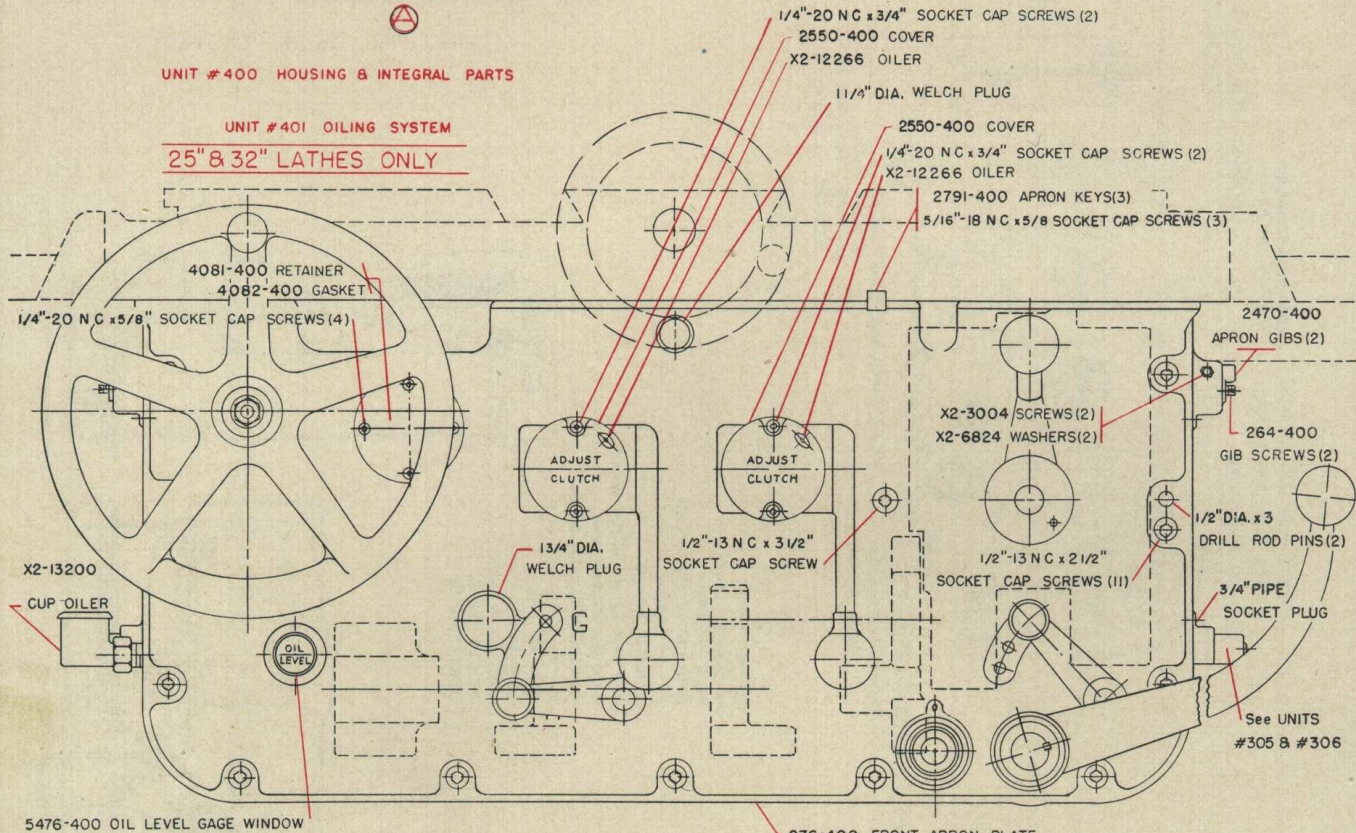 1/4"-20 N C x 3/4" SOCKET CAP SCREWS (2)
2550-400 COVER
X2-12266 OILER
UNIT #400 HOUSING & INTEGRAL PARTS
1 1/4" DIA. WELCH PLUG
UNIT #401 OILING SYSTEM
25" & 32" LATHES ONLY
2550-400 COVER
1/4"-20 N C x 3/4" SOCKET CAP SCREWS (2)
X2-12266 OILER
2791-400 APRON KEYS(3)
5/16"-18 N C x 5/8 SOCKET CAP SCREWS (3)
4081-400 RETAINER
4082-400 GASKET
1/4"-20 N C x 5/8" SOCKET CAP SCREWS (4)
2470-400
APRON GIBS (2)
X2-3004 SCREWS (2)
X2-6824 WASHERS(2)
264-400
GIB SCREWS (2)
ADJUST
CLUTCH
ADJUST
CLUTCH
1/2" DIA. x 3
DRILL ROD PINS (2)
1 3/4" DIA.
WELCH PLUG
1/2"-13 N C x 3 1/2"
SOCKET CAP SCREW
1/2"-13 N C x 2 1/2"
SOCKET CAP SCREWS (11)
X2-13200
CUP OILER
3/4" PIPE
SOCKET PLUG
OIL
LEVEL
See UNITS
#305 & #306
5476-400 OIL LEVEL GAGE WINDOW
FRONT APRON PLATE